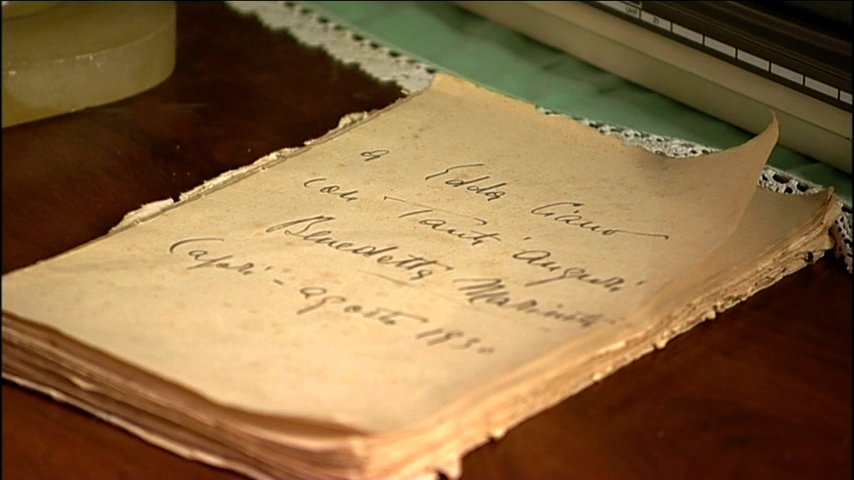 a Edda Ciano
con Tanti Auguri
Benedetta Marinetti
Capri - agosto 1930